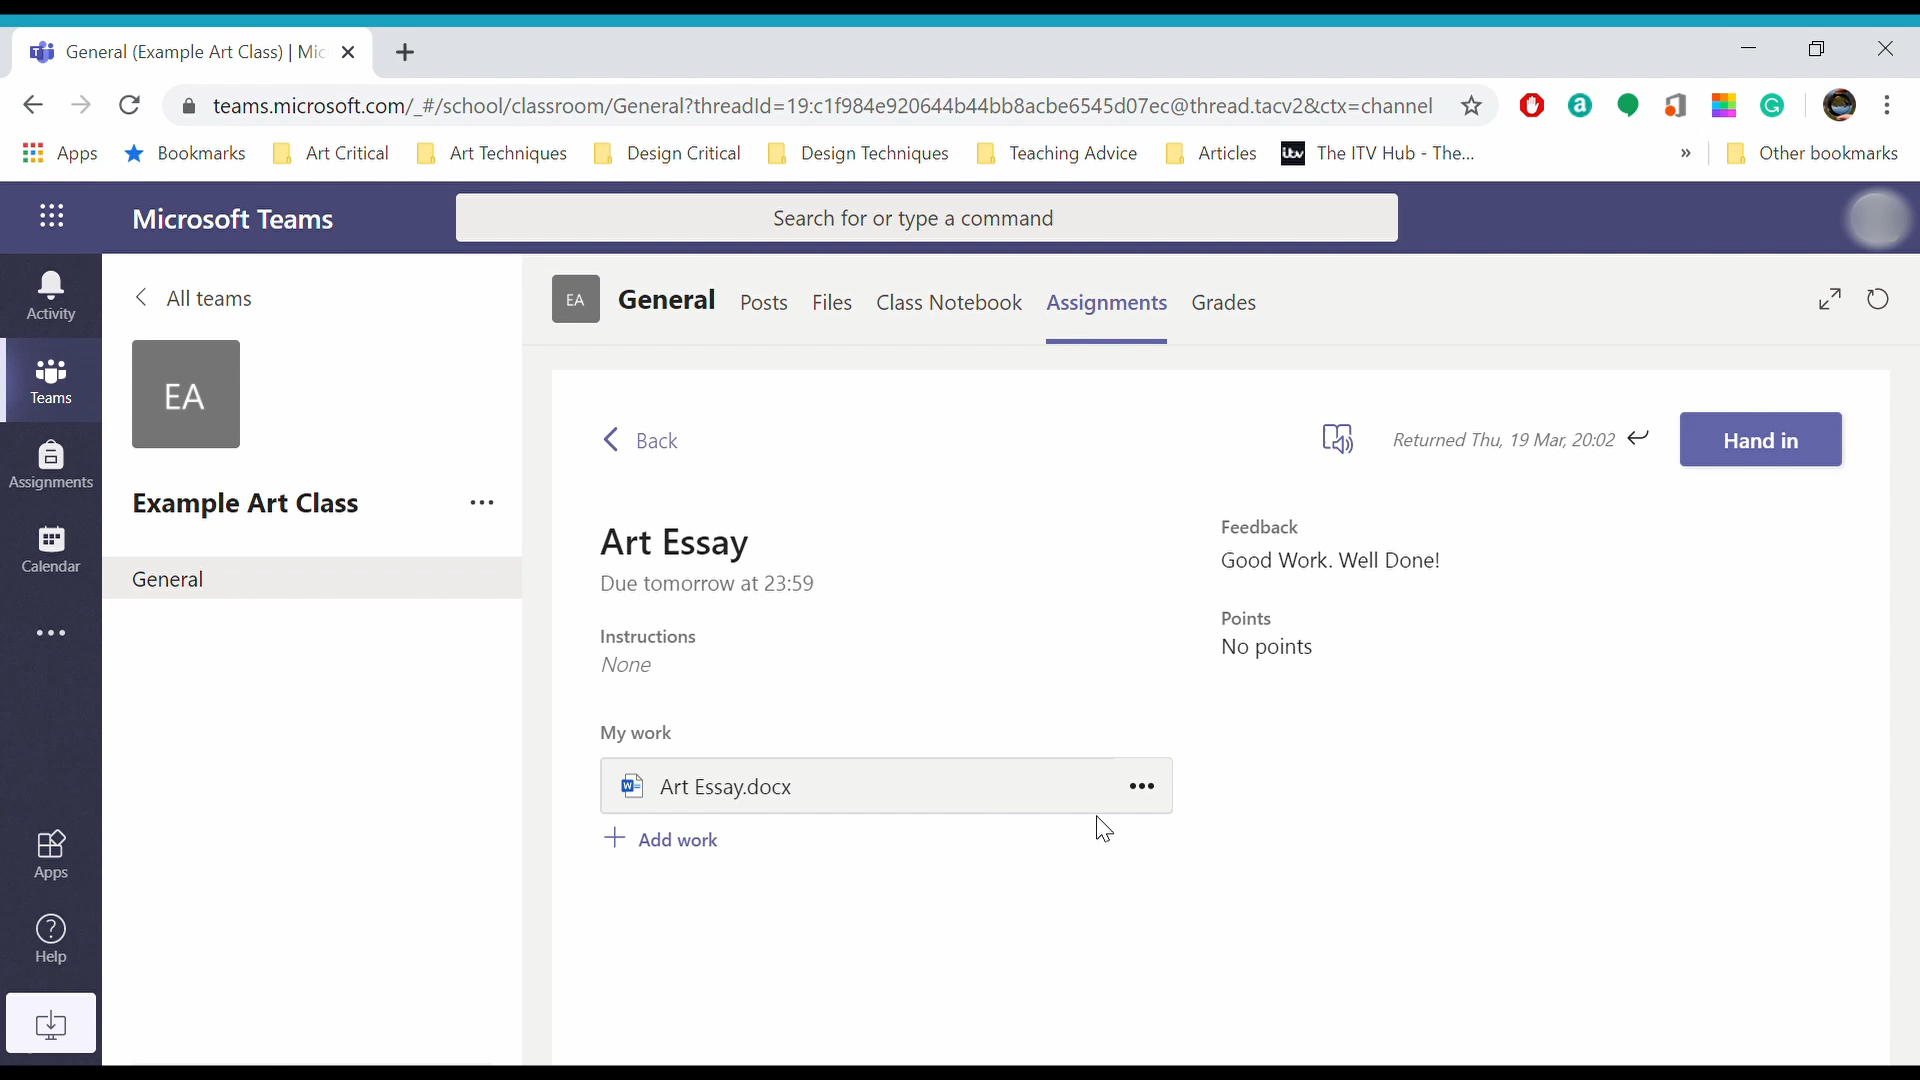 General (Example Art Class) | Mic
teams.microsoft.com/_#/school/classroom/General?threadId=19:c1f984e920644b44bb8acbe6545d07ec@thread.tacv2&ctx=channel
Apps Bookmarks Art Critical Art Techniques Design Critical Design Techniques Teaching Advice Articles itv The ITV Hub - The... » Other bookmarks
Microsoft Teams
Search for or type a command
Activity
Teams
Assignments
Calendar
Apps
Help
All teams
EA
Example Art Class
General
EA General Posts Files Class Notebook Assignments Grades
Back
Returned Thu, 19 Mar, 20:02
Hand in
Art Essay
Due tomorrow at 23:59
Instructions
None
My work
Art Essay.docx
Add work
Feedback
Good Work. Well Done!
Points
No points